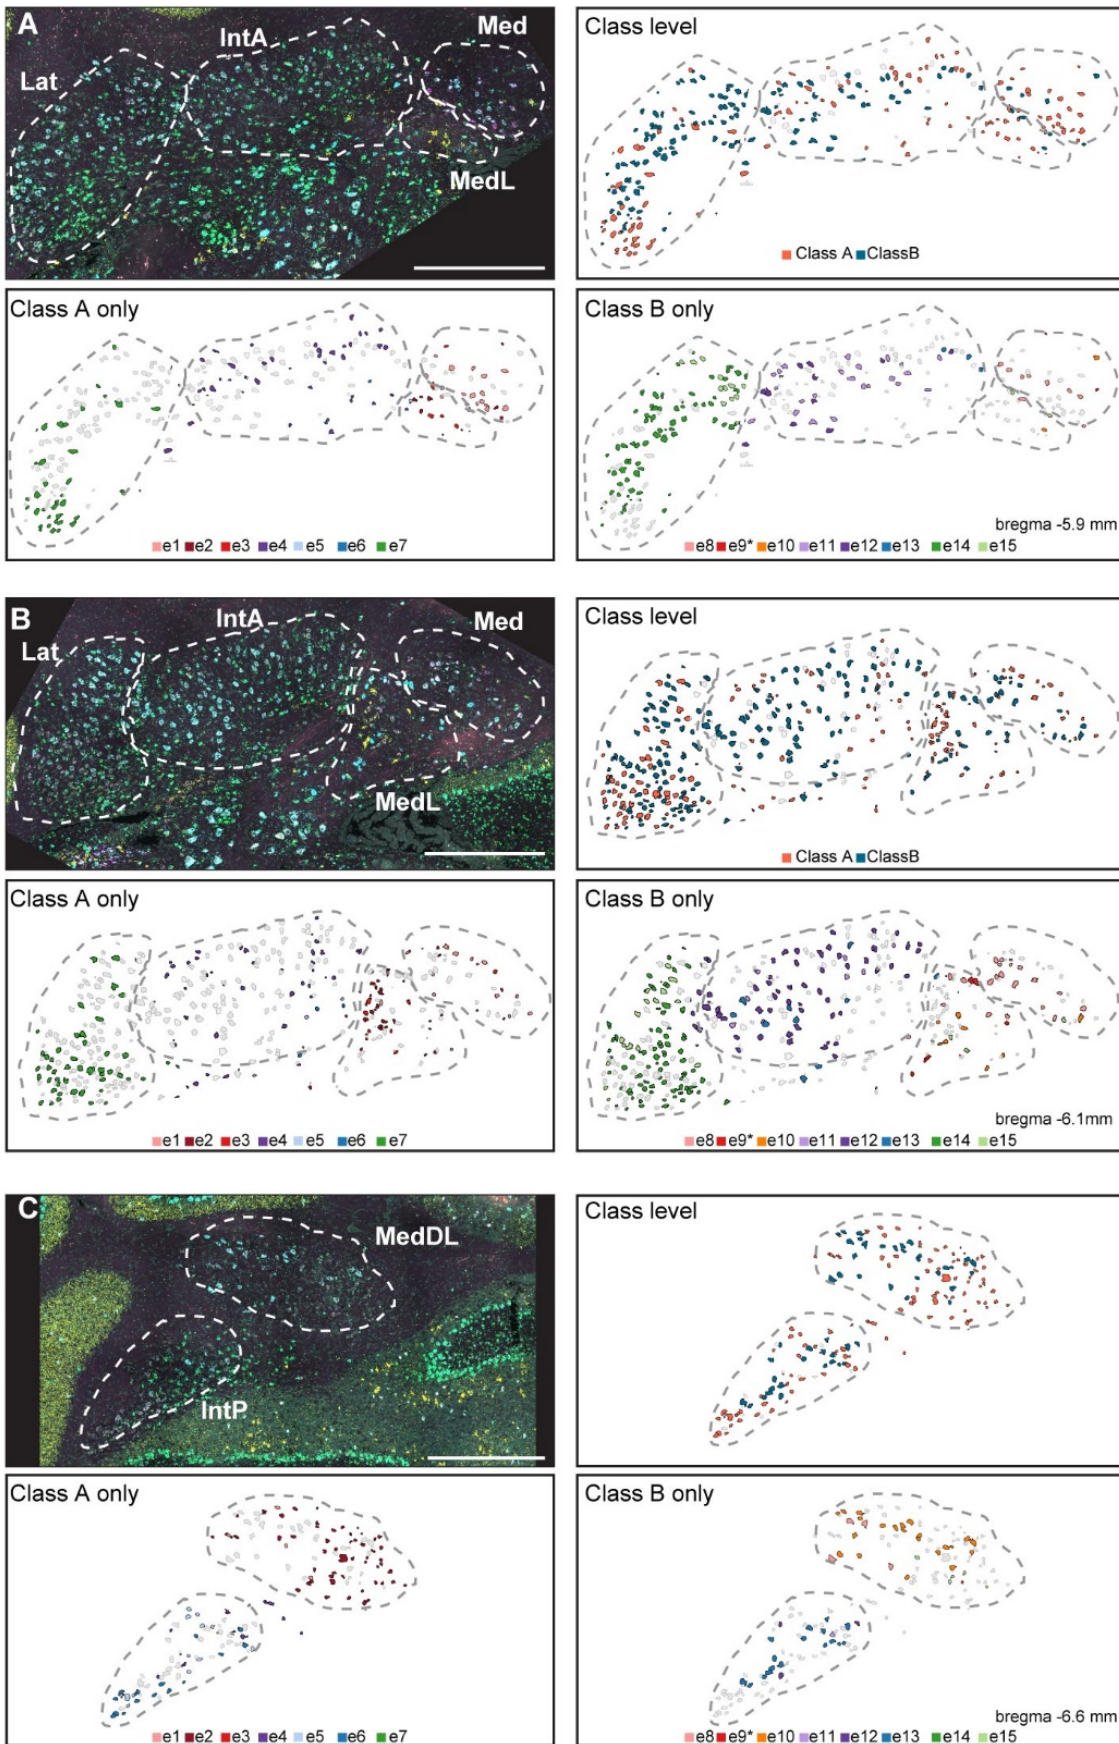 A
Lat
IntA
Med
MedL
Class level
Class A ClassB
Class A only
e1 e2 e3 e4 e5 e6 e7
Class B only
bregma -5.9 mm
e8 e9* e10 e11 e12 e13 e14 e15
B
Lat
IntA
Med
MedL
Class level
Class A ClassB
Class A only
e1 e2 e3 e4 e5 e6 e7
Class B only
bregma -6.1mm
e8 e9* e10 e11 e12 e13 e14 e15
C
MedDL
IntP
Class level
Class A only
e1 e2 e3 e4 e5 e6 e7
Class B only
bregma -6.6 mm
e8 e9* e10 e11 e12 e13 e14 e15